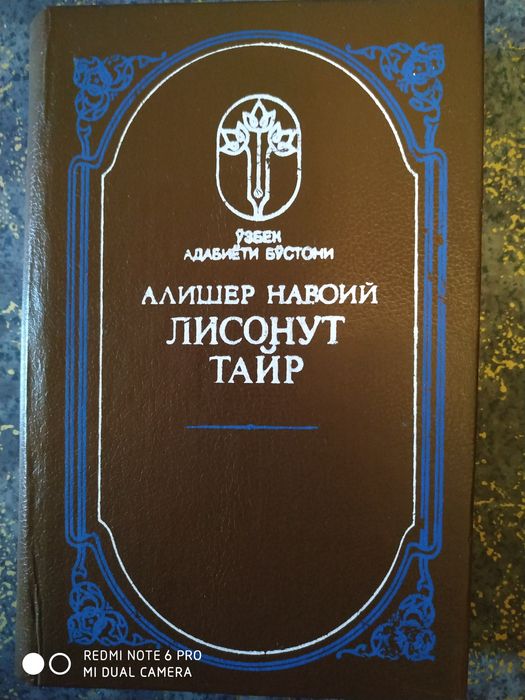 ЎЗБЕК
АДАБИЁТИ БЎСТОНИ
АЛИШЕР НАВОИЙ
ЛИСОНУТ
ТАЙР
REDMI NOTE 6 PRO
MI DUAL CAMERA